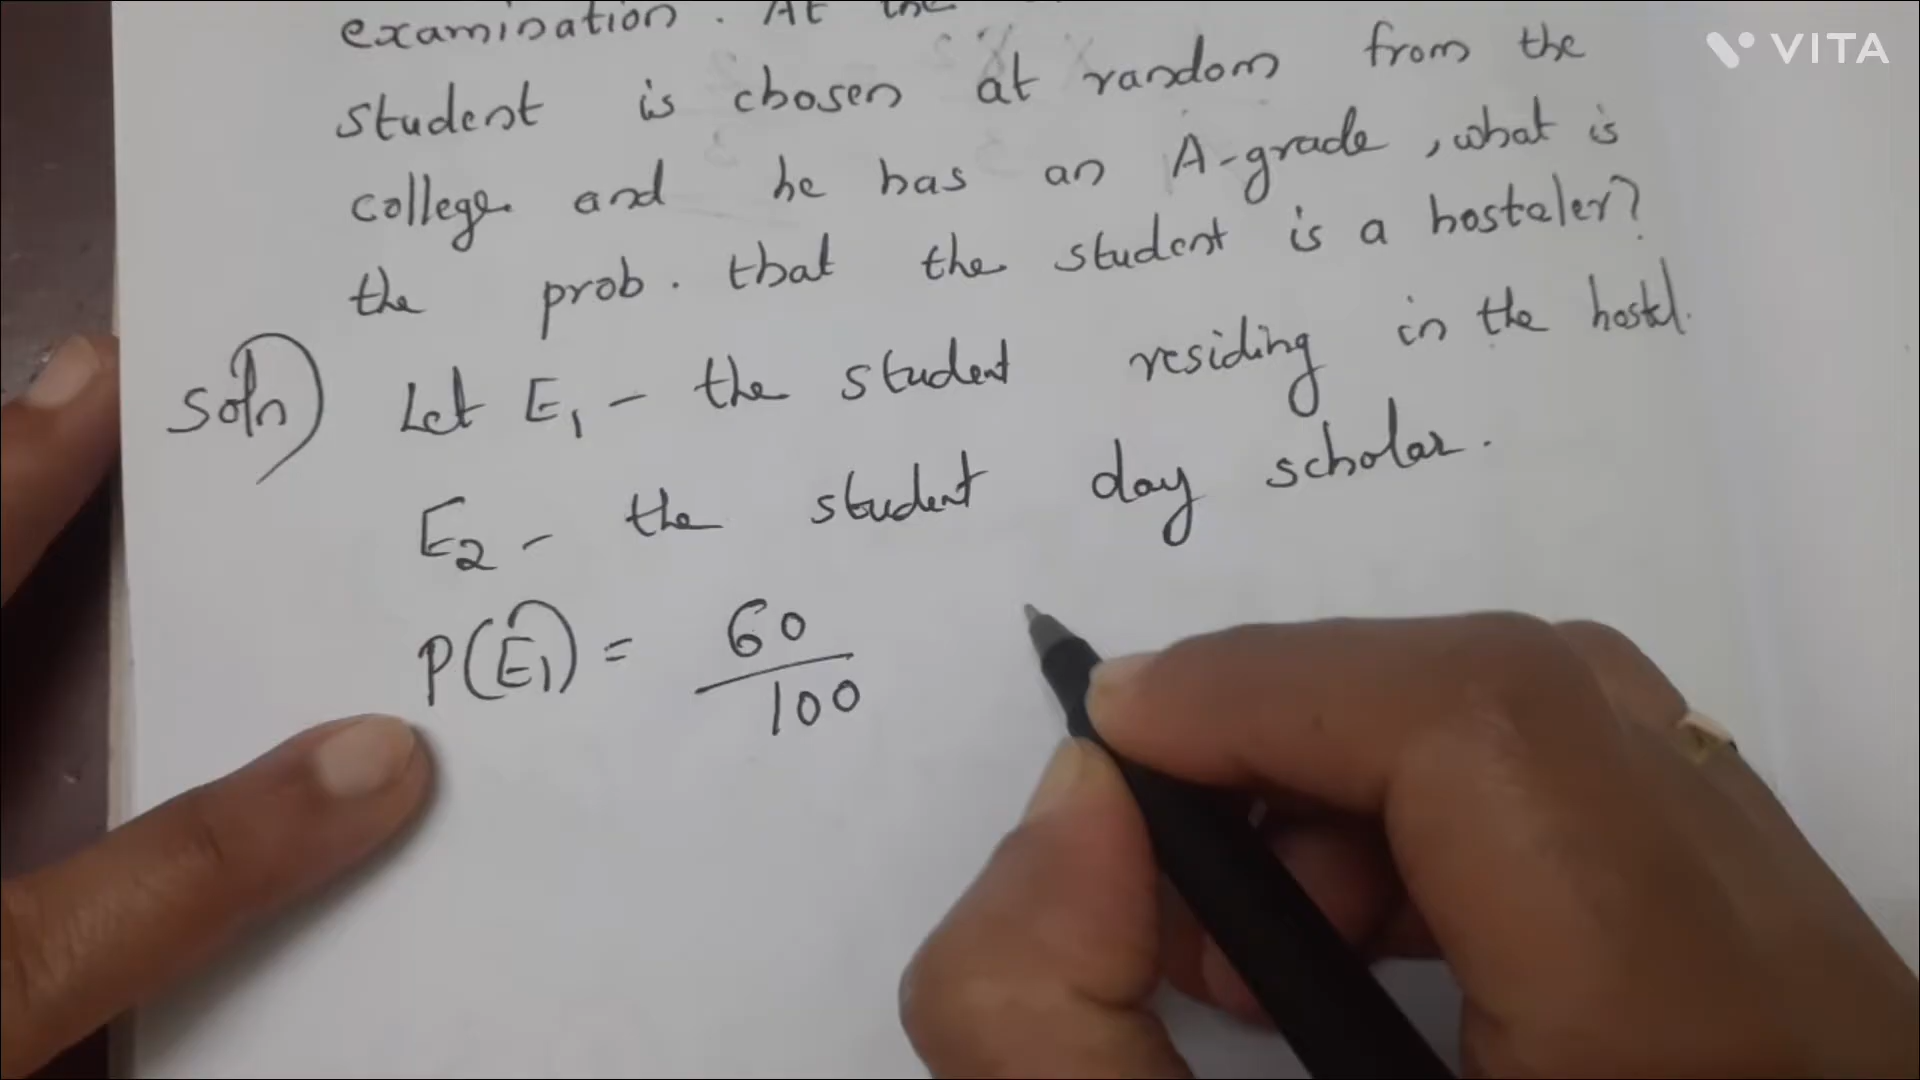 examination. At the
student is chosen at random from the
college and he has an A-grade, what is
the prob. that the student is a hosteler?
Soln) Let E1 - the student residing in the hostel.
E2 - the student day scholar.
P(E1) = 60/100
VITA